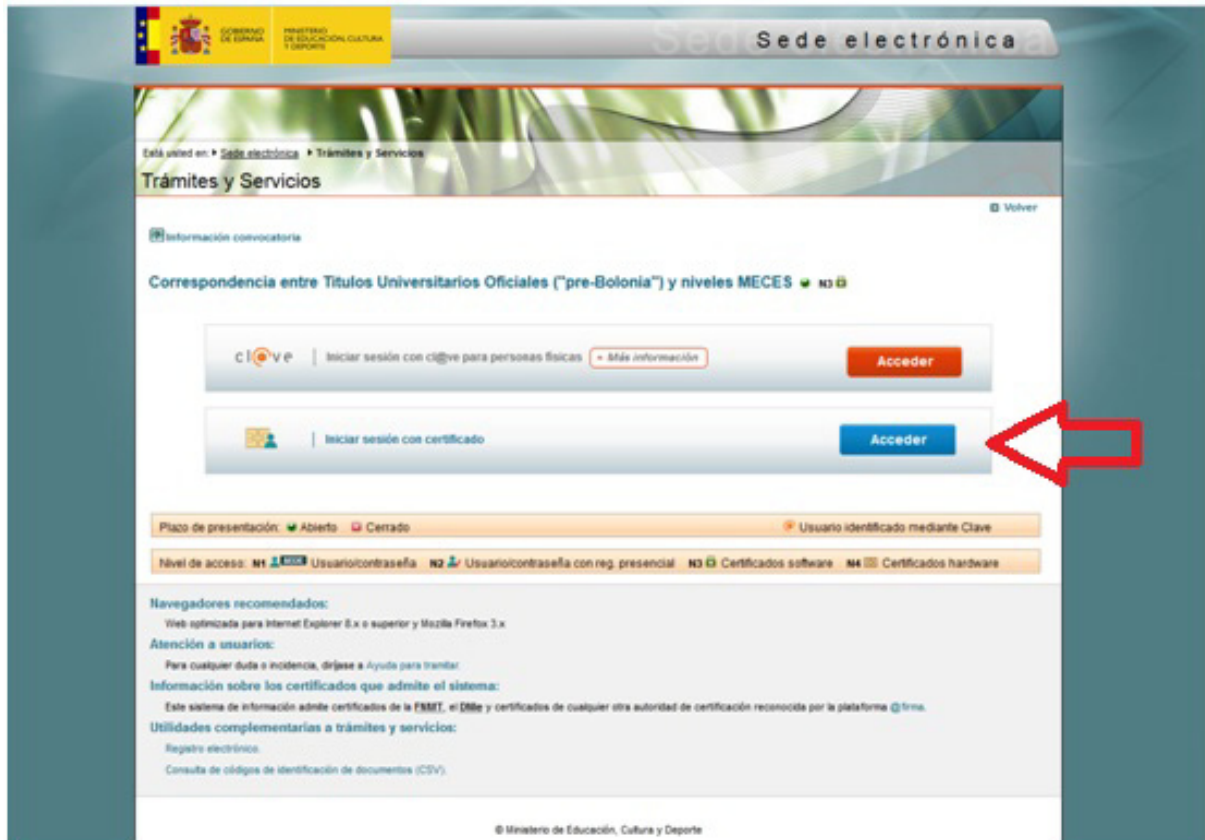 GOBIERNO DE ESPAÑA
MINISTERIO DE EDUCACIÓN, CULTURA Y DEPORTE
Sede electrónica
Está usted en: Sede electrónica Trámites y Servicios
Trámites y Servicios
Volver
Información convocatoria
Correspondencia entre Titulos Universitarios Oficiales ("pre-Bolonia") y niveles MECES N3
cl@ve | Iniciar sesión con cl@ve para personas físicas + Más información Acceder
| Iniciar sesión con certificado Acceder
Plazo de presentación: Abierto Cerrado Usuario identificado mediante Clave
Nivel de acceso: N1 Usuario/contraseña N2 Usuario/contraseña con reg. presencial N3 Certificados software N4 Certificados hardware
Navegadores recomendados:
Web optimizada para Internet Explorer 8.x o superior y Mozilla Firefox 3.x
Atención a usuarios:
Para cualquier duda o incidencia, diríjase a Ayuda para tramitar.
Información sobre los certificados que admite el sistema:
Este sistema de información admite certificados de la FNMT, el DNIe y certificados de cualquier otra autoridad de certificación reconocida por la plataforma @firma.
Utilidades complementarias a trámites y servicios:
Registro electrónico.
Consulta de códigos de identificación de documentos (CSV).
© Ministerio de Educación, Cultura y Deporte